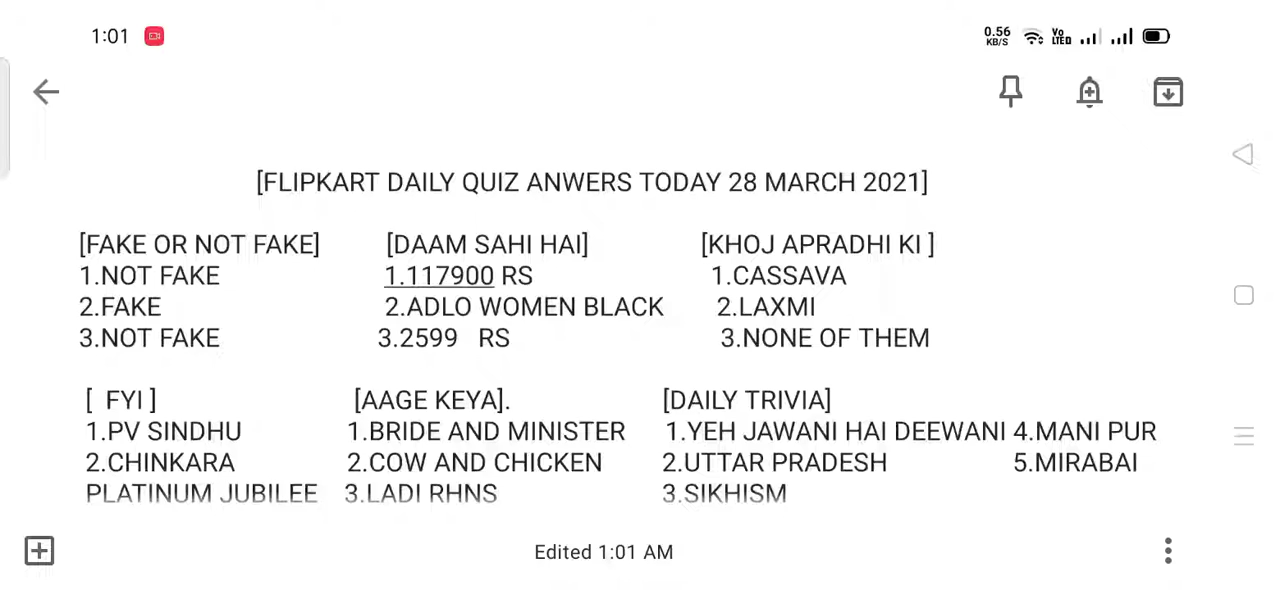 1:01
0.56 KB/S Vo LTED
[FLIPKART DAILY QUIZ ANWERS TODAY 28 MARCH 2021]
[FAKE OR NOT FAKE] [DAAM SAHI HAI] [KHOJ APRADHI KI ]
1.NOT FAKE 1.117900 RS 1.CASSAVA
2.FAKE 2.ADLO WOMEN BLACK 2.LAXMI
3.NOT FAKE 3.2599 RS 3.NONE OF THEM
[ FYI ] [AAGE KEYA]. [DAILY TRIVIA]
1.PV SINDHU 1.BRIDE AND MINISTER 1.YEH JAWANI HAI DEEWANI 4.MANI PUR
2.CHINKARA 2.COW AND CHICKEN 2.UTTAR PRADESH 5.MIRABAI
PLATINUM JUBILEE 3.LADI RHNS 3.SIKHISM
Edited 1:01 AM